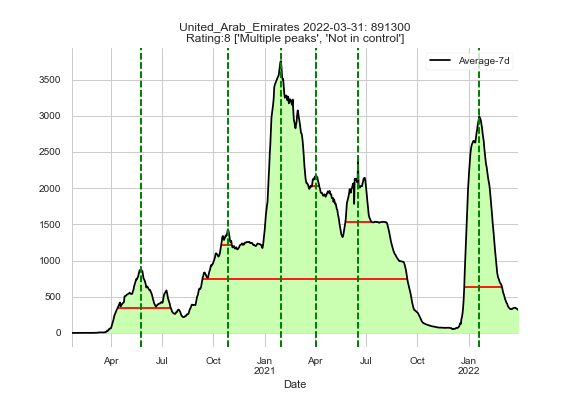 United_Arab_Emirates 2022-03-31: 891300
Rating:8 ['Multiple peaks', 'Not in control']
Average-7d
3500
3000
2500
2000
1500
1000
500
0
Apr Jul Oct Jan Apr Jul Oct Jan
2021 2022
Date